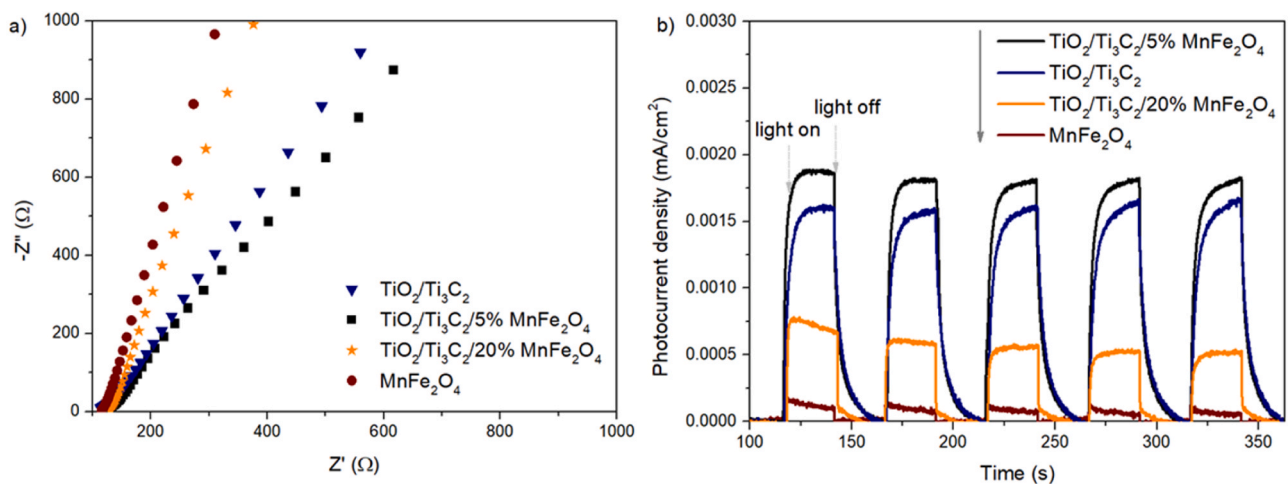 a)
1000
800
600
400
200
0
-Z" (Ω)
TiO₂/Ti₃C₂
TiO₂/Ti₃C₂/5% MnFe₂O₄
TiO₂/Ti₃C₂/20% MnFe₂O₄
MnFe₂O₄
200 400 600 800 1000
Z' (Ω)
b)
0.0030
0.0025
0.0020
0.0015
0.0010
0.0005
0.0000
Photocurrent density (mA/cm²)
TiO₂/Ti₃C₂/5% MnFe₂O₄
TiO₂/Ti₃C₂
TiO₂/Ti₃C₂/20% MnFe₂O₄
MnFe₂O₄
light off
light on
100 150 200 250 300 350
Time (s)